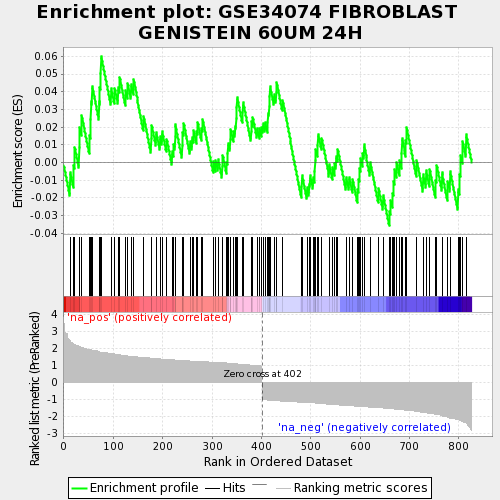 Enrichment plot: GSE34074 FIBROBLAST
GENISTEIN 60UM 24H
Enrichment score (ES)
0.06
0.05
0.04
0.03
0.02
0.01
0.00
-0.01
-0.02
-0.03
-0.04
'na_pos' (positively correlated)
Ranked list metric (PreRanked)
4
3
2
1
0
-1
-2
-3
Zero cross at 402
'na_neg' (negatively correlated)
0
100
200
300
400
500
600
700
800
Rank in Ordered Dataset
Enrichment profile
Hits
Ranking metric scores